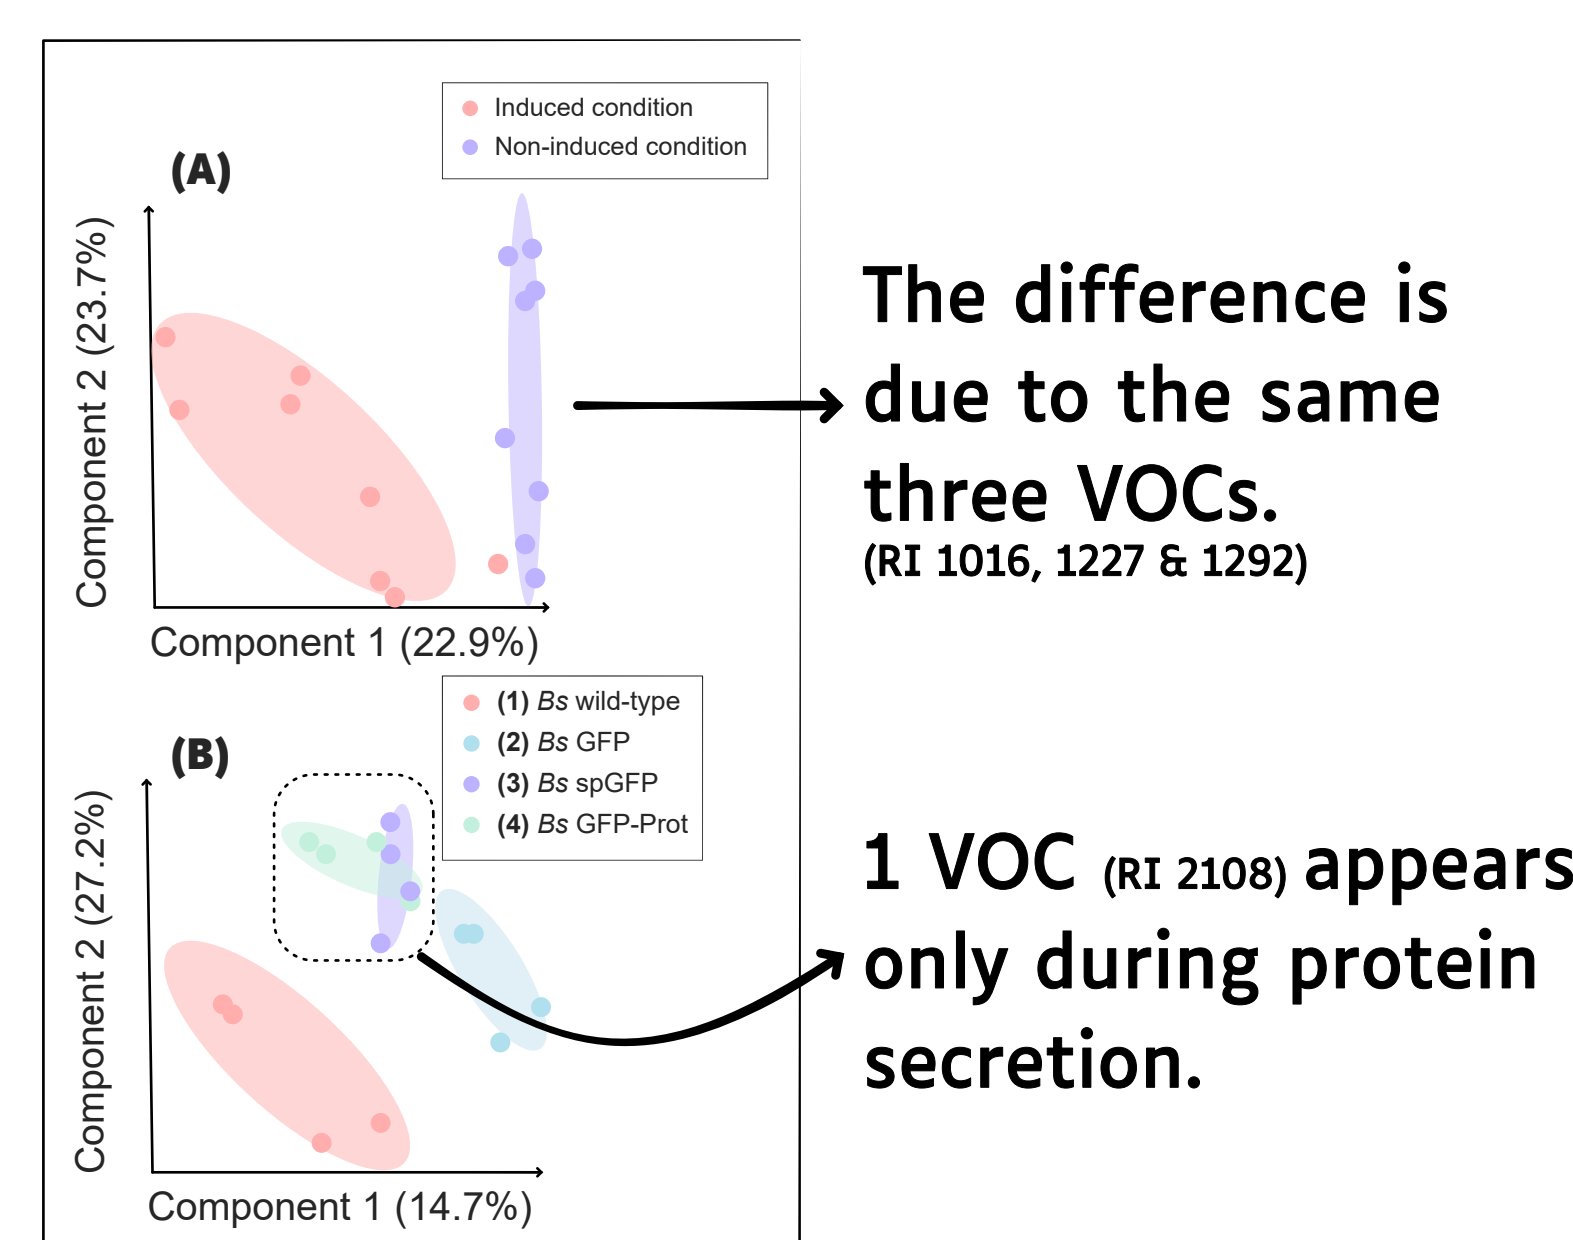 Induced condition
Non-induced condition
(A)
Component 2 (23.7%)
Component 1 (22.9%)
The difference is
due to the same
three VOCs.
(RI 1016, 1227 & 1292)
(1) Bs wild-type
(2) Bs GFP
(3) Bs spGFP
(4) Bs GFP-Prot
(B)
Component 2 (27.2%)
Component 1 (14.7%)
1 VOC (RI 2108) appears
only during protein
secretion.